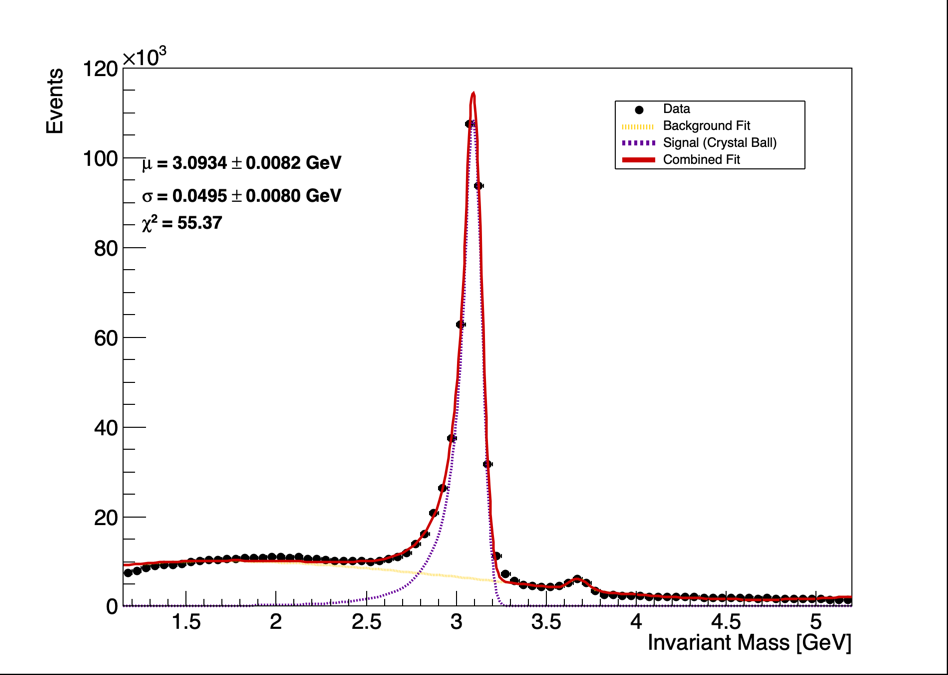 ×10³
Events
120
100
80
60
40
20
0
μ = 3.0934 ± 0.0082 GeV
σ = 0.0495 ± 0.0080 GeV
χ² = 55.37
Data
Background Fit
Signal (Crystal Ball)
Combined Fit
1.5 2 2.5 3 3.5 4 4.5 5
Invariant Mass [GeV]